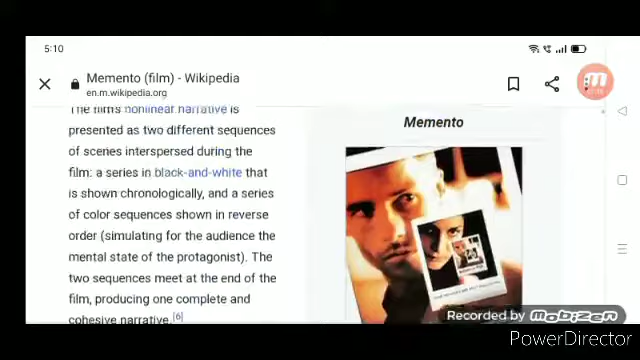 5:10
Memento (film) - Wikipedia
en.m.wikipedia.org
The film's nonlinear narrative is
presented as two different sequences
of scenes interspersed during the
film: a series in black-and-white that
is shown chronologically, and a series
of color sequences shown in reverse
order (simulating for the audience the
mental state of the protagonist). The
two sequences meet at the end of the
film, producing one complete and
cohesive narrative.[6]
Memento
Recorded by Mobizen
PowerDirector